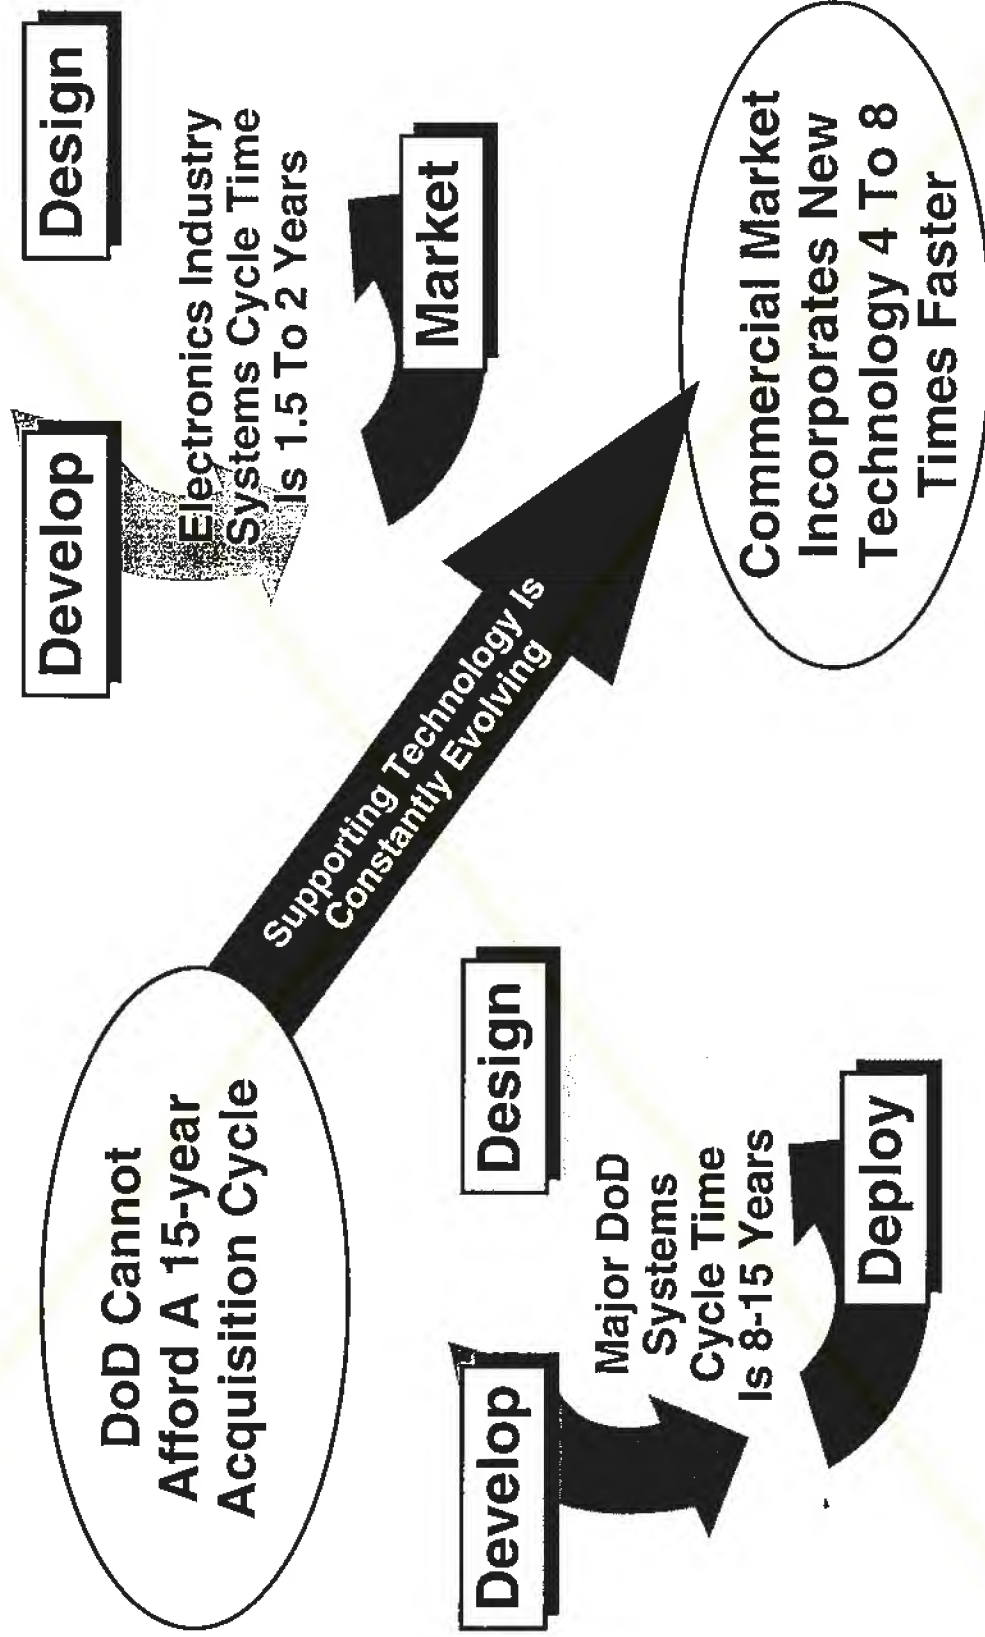 DoD Cannot
Afford A 15-year
Acquisition Cycle
Develop
Design
Electronics Industry
Systems Cycle Time
Is 1.5 To 2 Years
Market
Supporting Technology Is
Constantly Evolving
Develop
Design
Major DoD
Systems
Cycle Time
Is 8-15 Years
Deploy
Commercial Market
Incorporates New
Technology 4 To 8
Times Faster